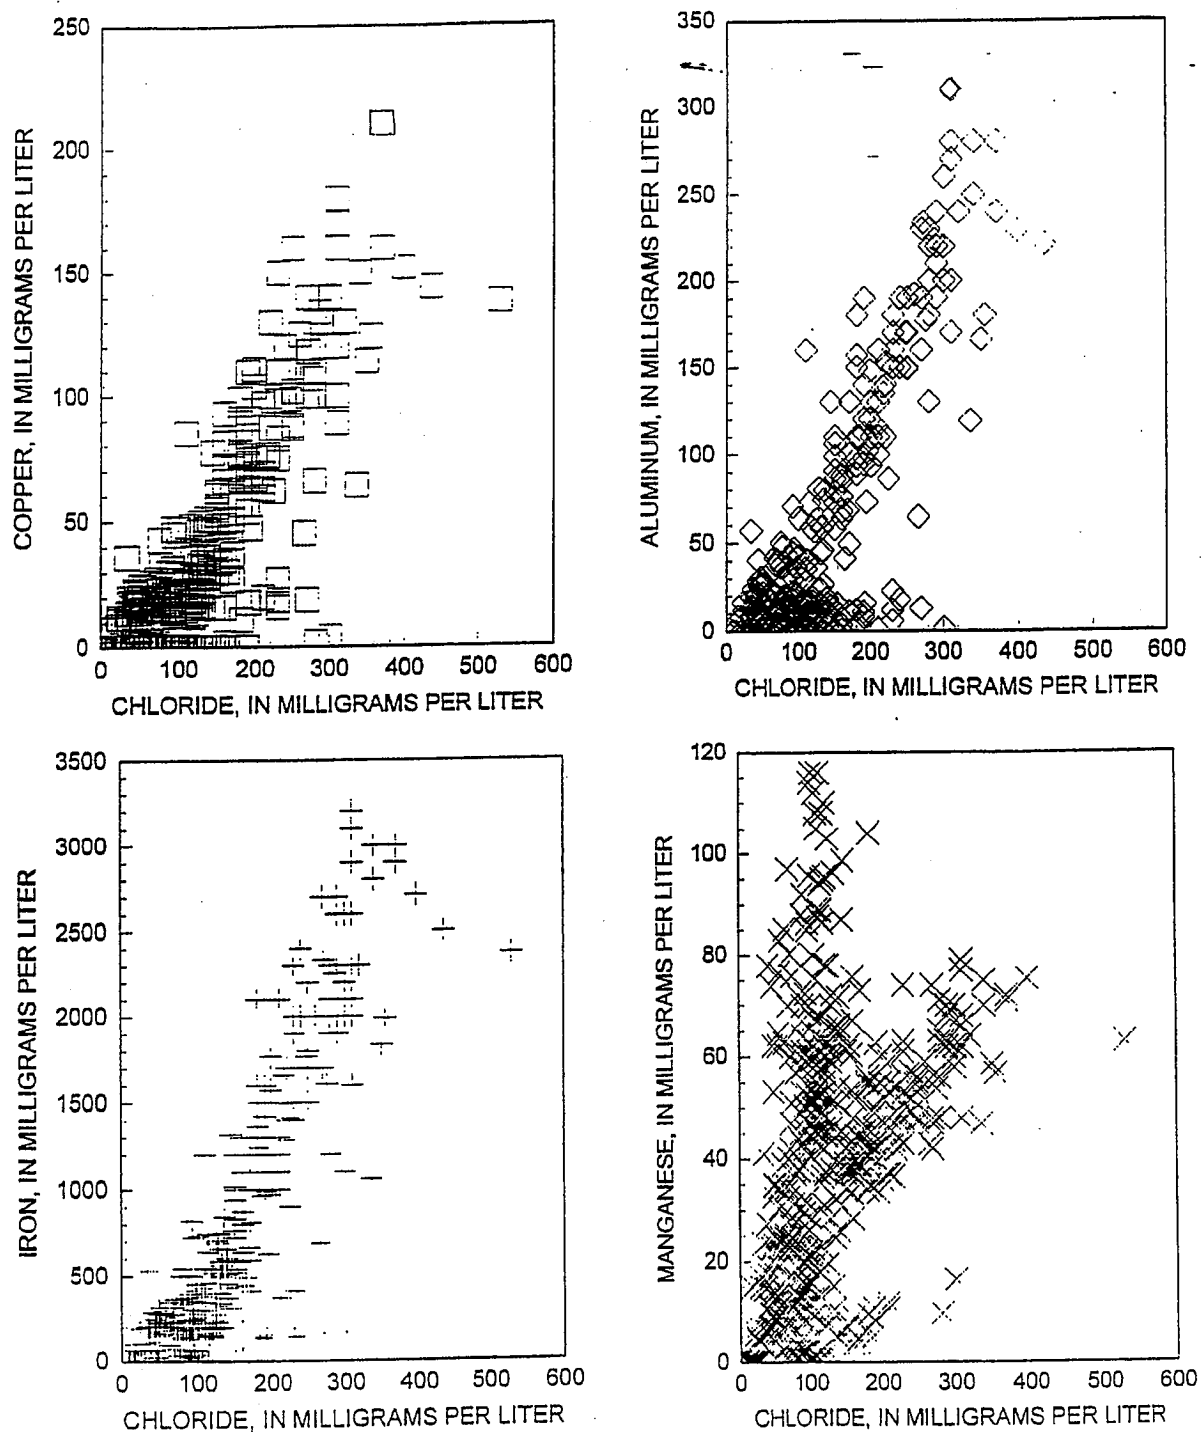 250
200
150
100
50
0
COPPER, IN MILLIGRAMS PER LITER
0 100 200 300 400 500 600
CHLORIDE, IN MILLIGRAMS PER LITER
350
300
250
200
150
100
50
0
ALUMINUM, IN MILLIGRAMS PER LITER
0 100 200 300 400 500 600
CHLORIDE, IN MILLIGRAMS PER LITER
3500
3000
2500
2000
1500
1000
500
0
IRON, IN MILLIGRAMS PER LITER
0 100 200 300 400 500 600
CHLORIDE, IN MILLIGRAMS PER LITER
120
100
80
60
40
20
0
MANGANESE, IN MILLIGRAMS PER LITER
0 100 200 300 400 500 600
CHLORIDE, IN MILLIGRAMS PER LITER